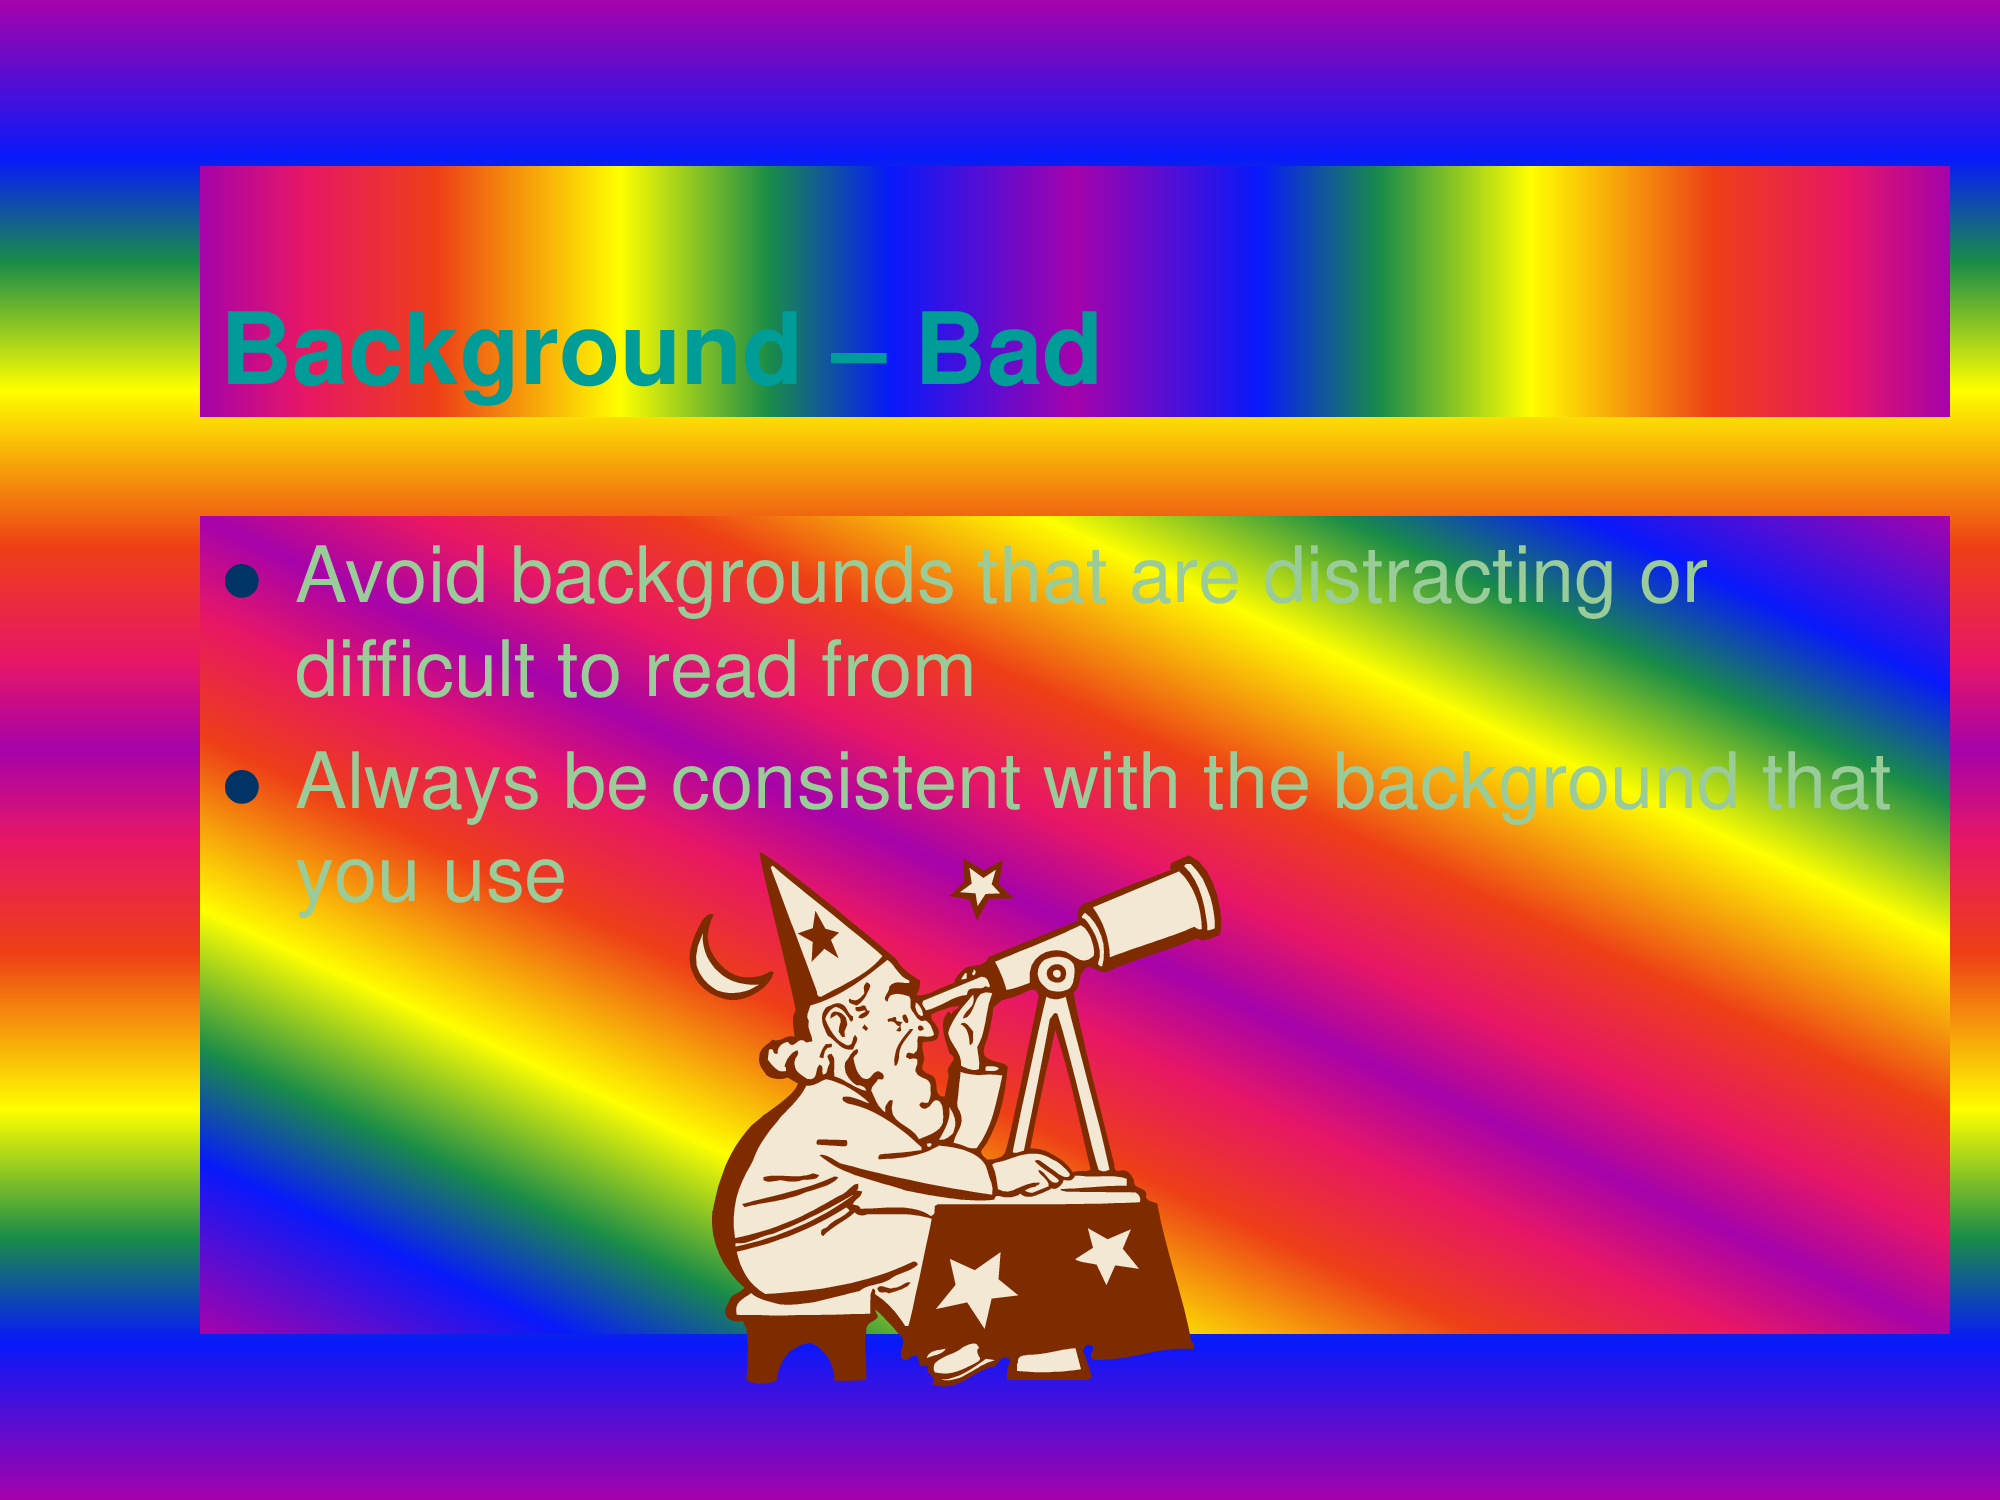 Background – Bad
● Avoid backgrounds that are distracting or
difficult to read from
● Always be consistent with the background that
you use